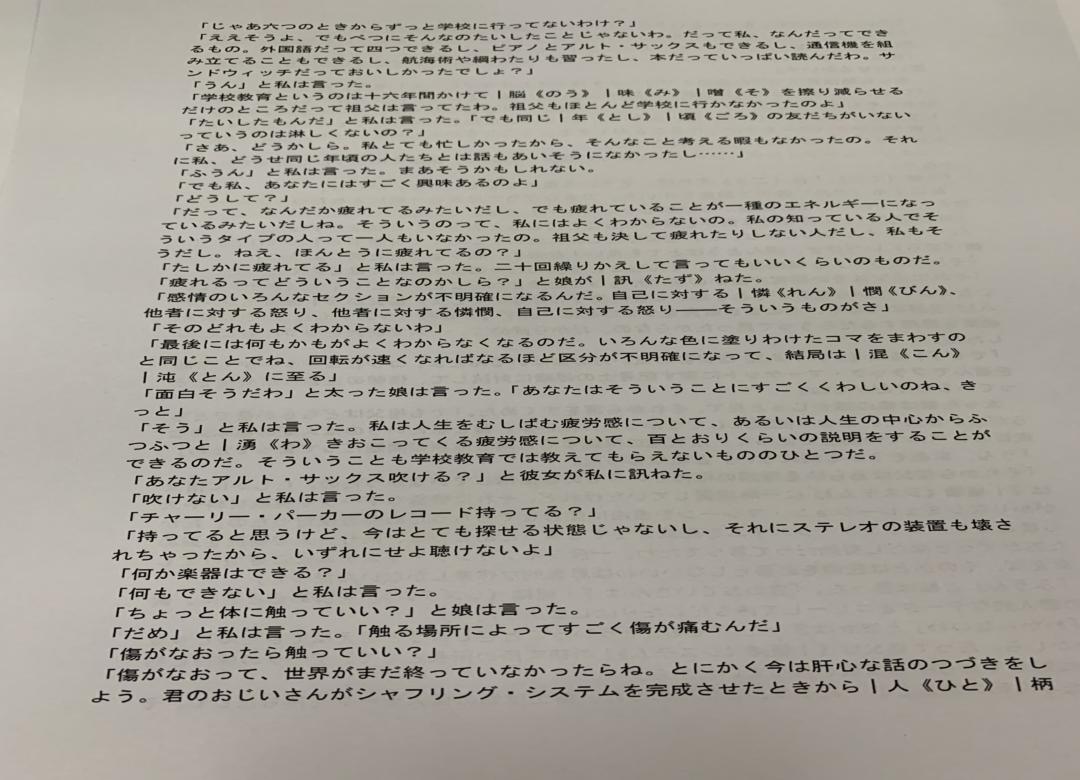 「じゃあ六つのときからずっと学校に行ってないわけ？」
「ええそうよ、でもべつにそんなのたいしたことじゃないわ。だって私、なんだってでき
るもの。外国語だって四つできるし、ピアノとアルト・サックスもできるし、通信機を組
み立てることもできるし、航海術や綱わたりも習ったし、本だっていっぱい読んだわ。サ
ンドウィッチだっておいしかったでしょ？」
「うん」と私は言った。
「学校教育というのは十六年間かけて｜脳《のう》｜味《み》｜噌《そ》を擦り減らせる
だけのところだって祖父は言ってたわ。祖父もほとんど学校に行かなかったのよ」
「たいしたもんだ」と私は言った。「でも同じ｜年《とし》｜頃《ごろ》の友だちがいない
っていうのは淋しくないの？」
「さあ、どうかしら。私とても忙しかったから、そんなこと考える暇もなかったの。それ
に私、どうせ同じ年頃の人たちとは話もあいそうになかったし……」
「ふうん」と私は言った。まあそうかもしれない。
「でも私、あなたにはすごく興味あるのよ」
「どうして？」
「だって、なんだか疲れてるみたいだし、でも疲れていることが一種のエネルギーになっ
ているみたいだしね。そういうのって、私にはよくわからないの。私の知っている人でそ
ういうタイプの人って一人もいなかったの。祖父も決して疲れたりしない人だし、私もそ
うだし。ねえ、ほんとうに疲れてるの？」
「たしかに疲れてる」と私は言った。二十回繰りかえして言ってもいいくらいのものだ。
「疲れるってどういうことなのかしら？」と娘が｜訊《たず》ねた。
「感情のいろんなセクションが不明確になるんだ。自己に対する｜憐《れん》｜憫《びん》、
他者に対する怒り、他者に対する憐憫、自己に対する怒り――そういうものがさ」
「そのどれもよくわからないわ」
「最後には何もかもがよくわからなくなるのだ。いろんな色に塗りわけたコマをまわすの
と同じことでね、回転が速くなればなるほど区分が不明確になって、結局は｜混《こん》
｜沌《とん》に至る」
「面白そうだわ」と太った娘は言った。「あなたはそういうことにすごくくわしいのね、き
っと」
「そう」と私は言った。私は人生をむしばむ疲労感について、あるいは人生の中心からふ
つふつと｜湧《わ》きおこってくる疲労感について、百とおりくらいの説明をすることが
できるのだ。そういうことも学校教育では教えてもらえないもののひとつだ。
「あなたアルト・サックス吹ける？」と彼女が私に訊ねた。
「吹けない」と私は言った。
「チャーリー・パーカーのレコード持ってる？」
「持ってると思うけど、今はとても探せる状態じゃないし、それにステレオの装置も壊さ
れちゃったから、いずれにせよ聴けないよ」
「何か楽器はできる？」
「何もできない」と私は言った。
「ちょっと体に触っていい？」と娘は言った。
「だめ」と私は言った。「触る場所によってすごく傷が痛むんだ」
「傷がなおったら触っていい？」
「傷がなおって、世界がまだ終っていなかったらね。とにかく今は肝心な話のつづきをし
よう。君のおじいさんがシャフリング・システムを完成させたときから｜人《ひと》｜柄